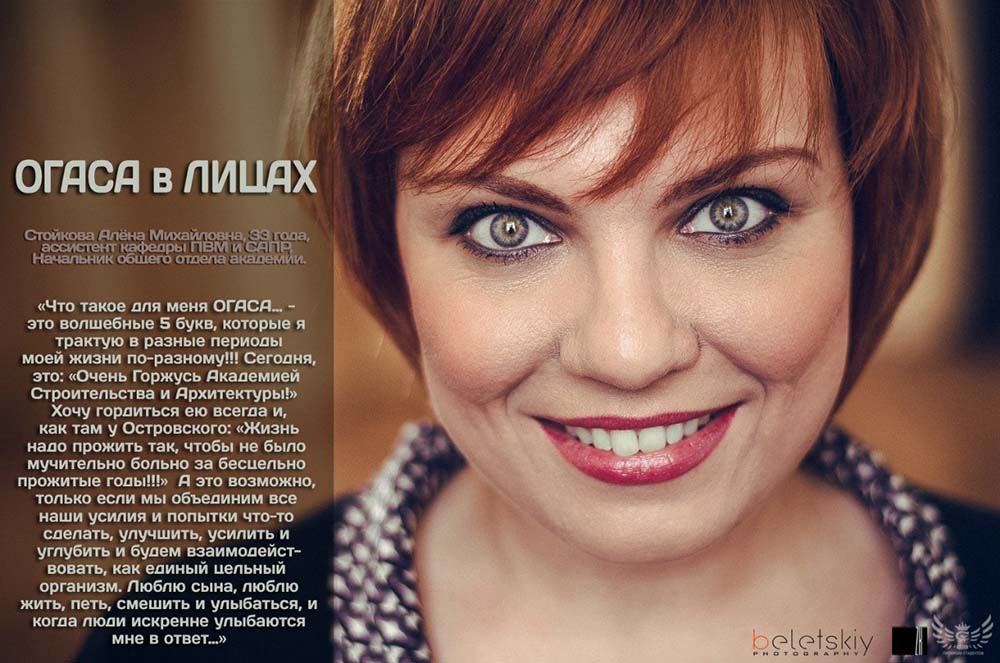 ОГАСА в ЛИЦАХ
Стойкова Алёна Михайловна, 33 года,
ассистент кафедры ПВМ и САПР,
Начальник общего отдела академии.
«Что такое для меня ОГАСА... -
это волшебные 5 букв, которые я
трактую в разные периоды
моей жизни по-разному!!! Сегодня,
это: «Очень Горжусь Академией
Строительства и Архитектуры!»
Хочу гордиться ею всегда и,
как там у Островского: «Жизнь
надо прожить так, чтобы не было
мучительно больно за бесцельно
прожитые годы!!!» А это возможно,
только если мы объединим все
наши усилия и попытки что-то
сделать, улучшить, усилить и
углубить и будем взаимодейст-
вовать, как единый цельный
организм. Люблю сына, люблю
жить, петь, смешить и улыбаться, и
когда люди искренне улыбаются
мне в ответ...»
beletskiy
PHOTOGRAPHY